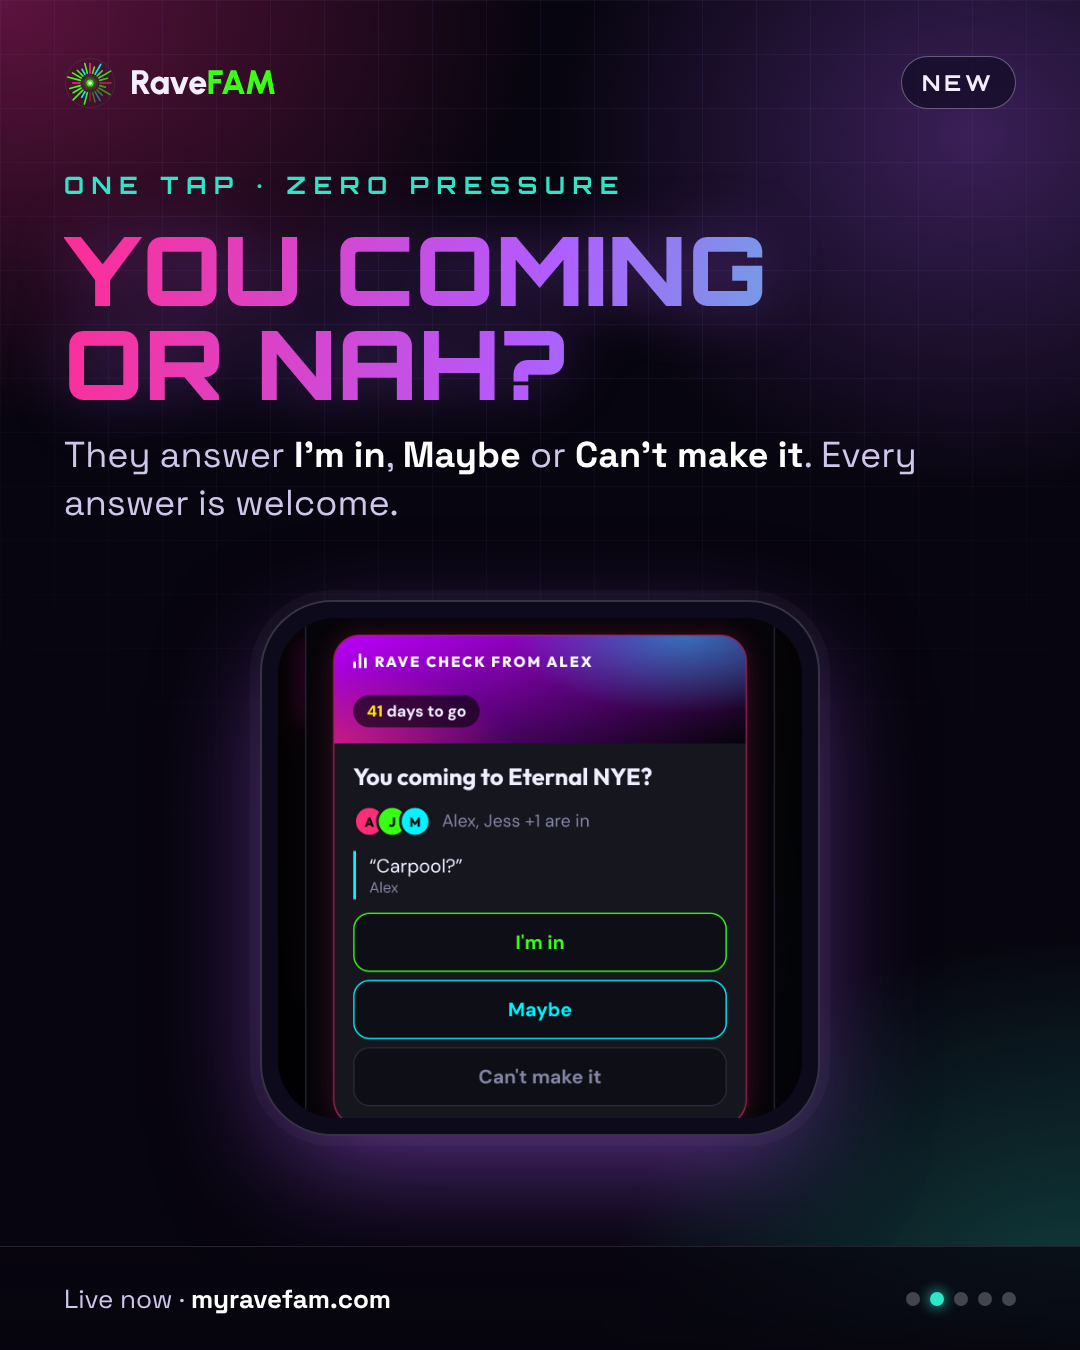 RaveFAM
NEW
ONE TAP · ZERO PRESSURE
YOU COMING
OR NAH?
They answer I’m in, Maybe or Can’t make it. Every
answer is welcome.
RAVE CHECK FROM ALEX
41 days to go
You coming to Eternal NYE?
A J M Alex, Jess +1 are in
“Carpool?”
Alex
I'm in
Maybe
Can't make it
Live now · myravefam.com